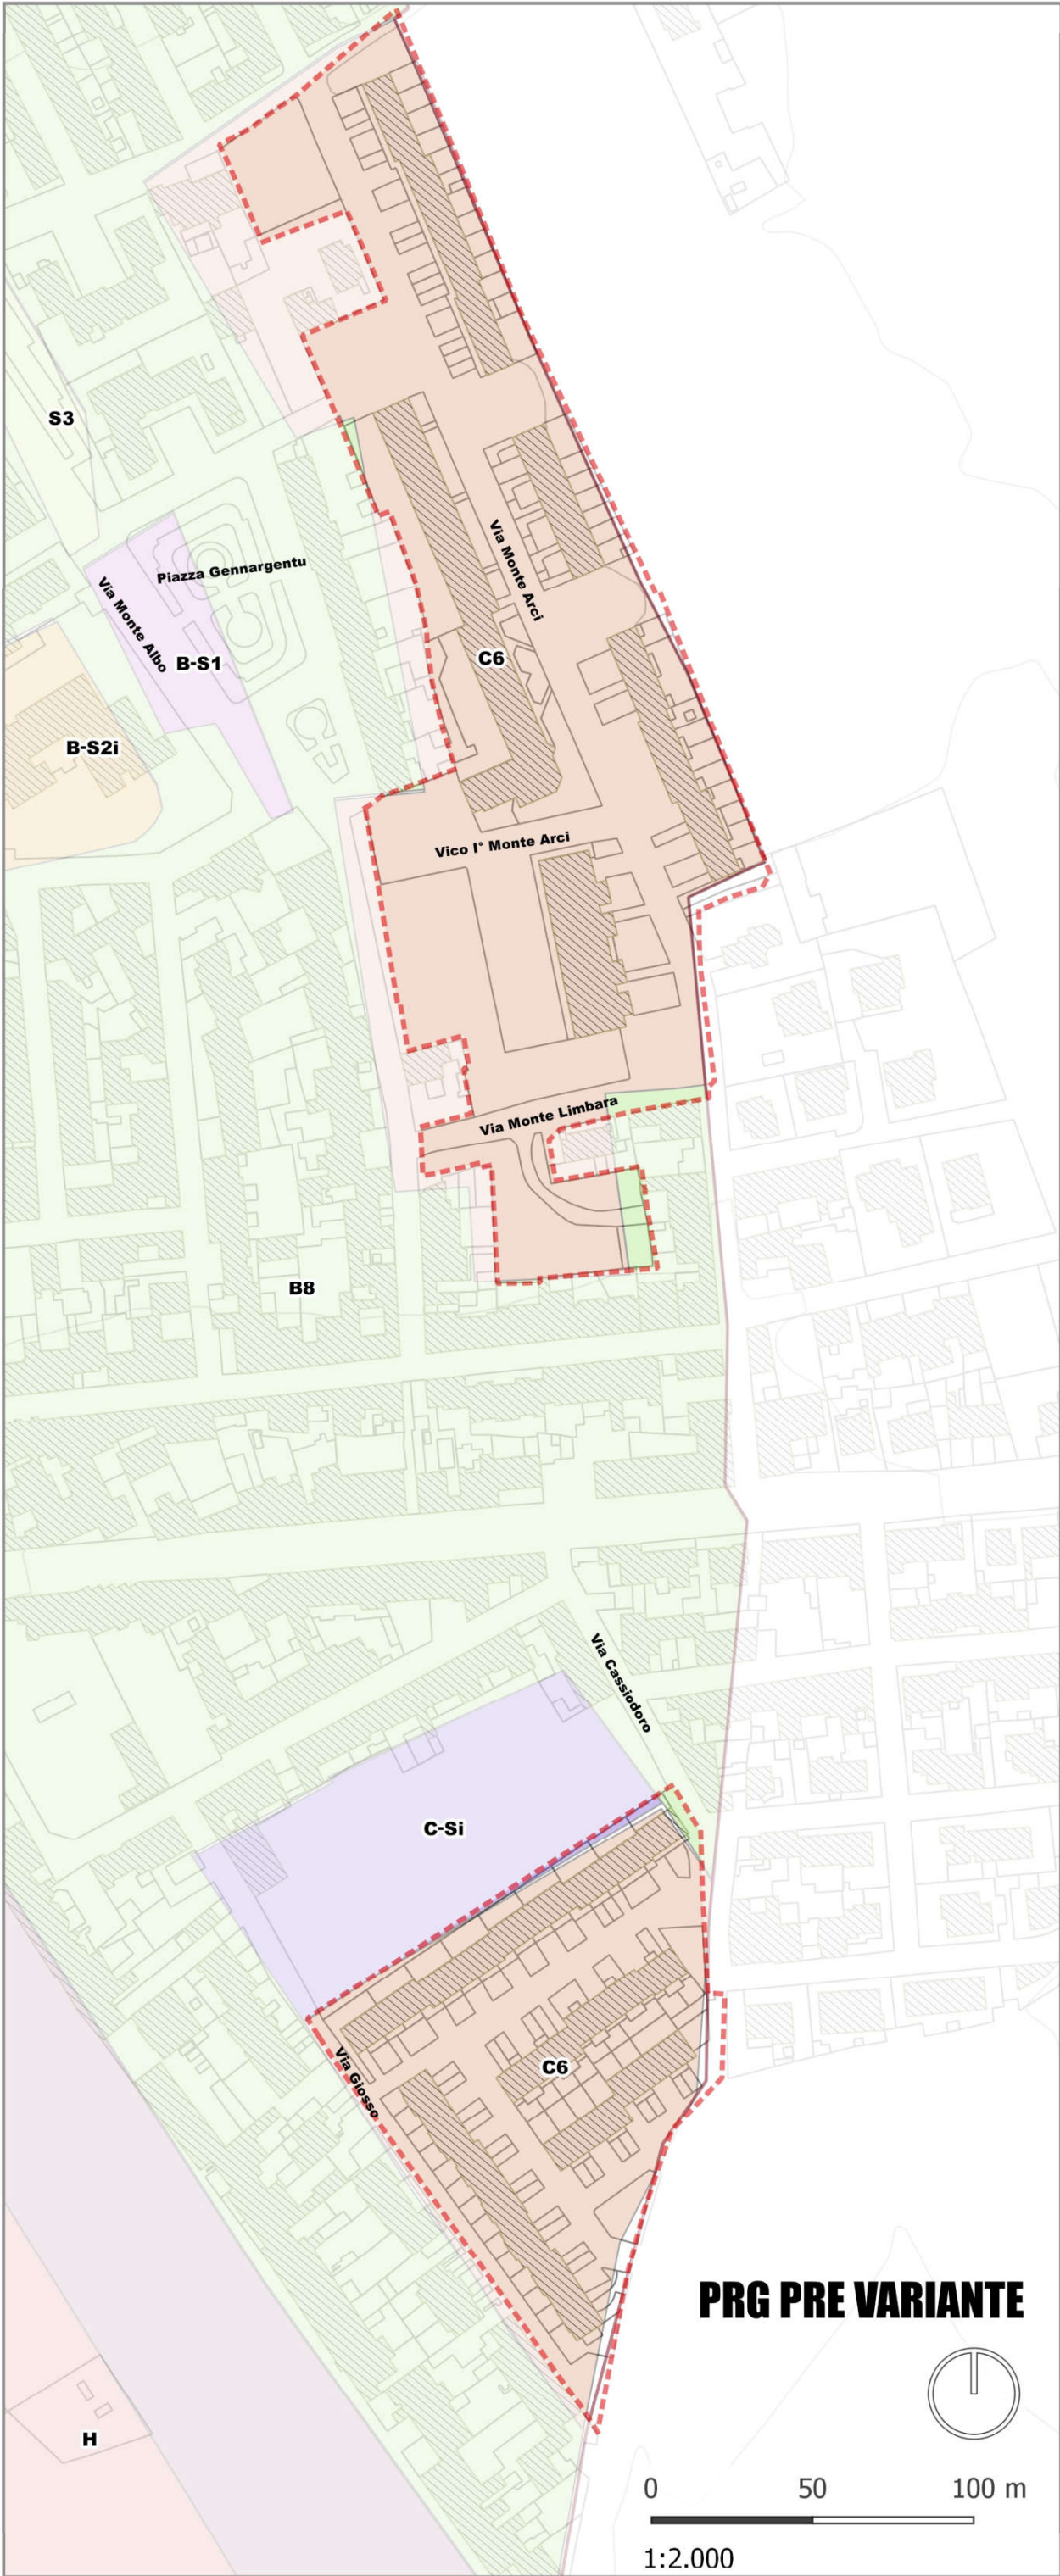 S3
Piazza Gennargentu
Via Monte Arci
Via Monte Albo
B-S1
C6
B-S2i
Vico I° Monte Arci
Via Monte Limbara
B8
Via Cassiodoro
C-Si
C6
Via Giosso
PRG PRE VARIANTE
H
0 50 100 m
1:2.000